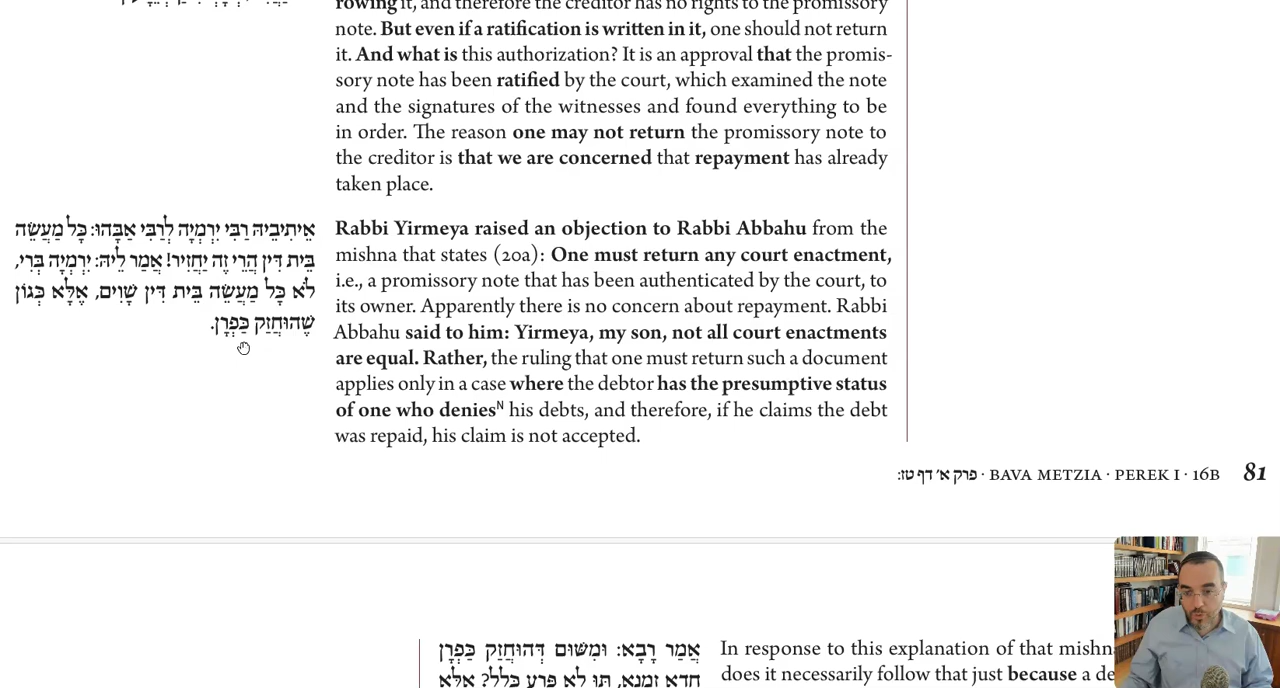 rowing it, and therefore the creditor has no rights to the promissory
note. But even if a ratification is written in it, one should not return
it. And what is this authorization? It is an approval that the promis-
sory note has been ratified by the court, which examined the note
and the signatures of the witnesses and found everything to be
in order. The reason one may not return the promissory note to
the creditor is that we are concerned that repayment has already
taken place.
אֵיתִיבֵיהּ רַבִּי יִרְמְיָה לְרַבִּי אַבָּהוּ: כׇּל מַעֲשֵׂה
בֵּית דִּין הֲרֵי זֶה יַחֲזִיר! אֲמַר לֵיהּ: יִרְמְיָה בְּרִי,
לֹא כׇּל מַעֲשֵׂה בֵּית דִּין שָׁוִים, אֶלָּא כְּגוֹן
שֶׁהוּחְזַק כַּפְרָן.
Rabbi Yirmeya raised an objection to Rabbi Abbahu from the
mishna that states (20a): One must return any court enactment,
i.e., a promissory note that has been authenticated by the court, to
its owner. Apparently there is no concern about repayment. Rabbi
Abbahu said to him: Yirmeya, my son, not all court enactments
are equal. Rather, the ruling that one must return such a document
applies only in a case where the debtor has the presumptive status
of one who denies^N his debts, and therefore, if he claims the debt
was repaid, his claim is not accepted.
פרק א׳ דף טז: · BAVA METZIA · PEREK I · 16B 81
אֲמַר רָבָא: וּמִשּׁוּם דְּהוּחְזַק כַּפְרָן
חֲדָא זִמְנָא, תּוּ לֹא פָּרַע כְּלָל? אֶלָּא
In response to this explanation of that mishn
does it necessarily follow that just because a de